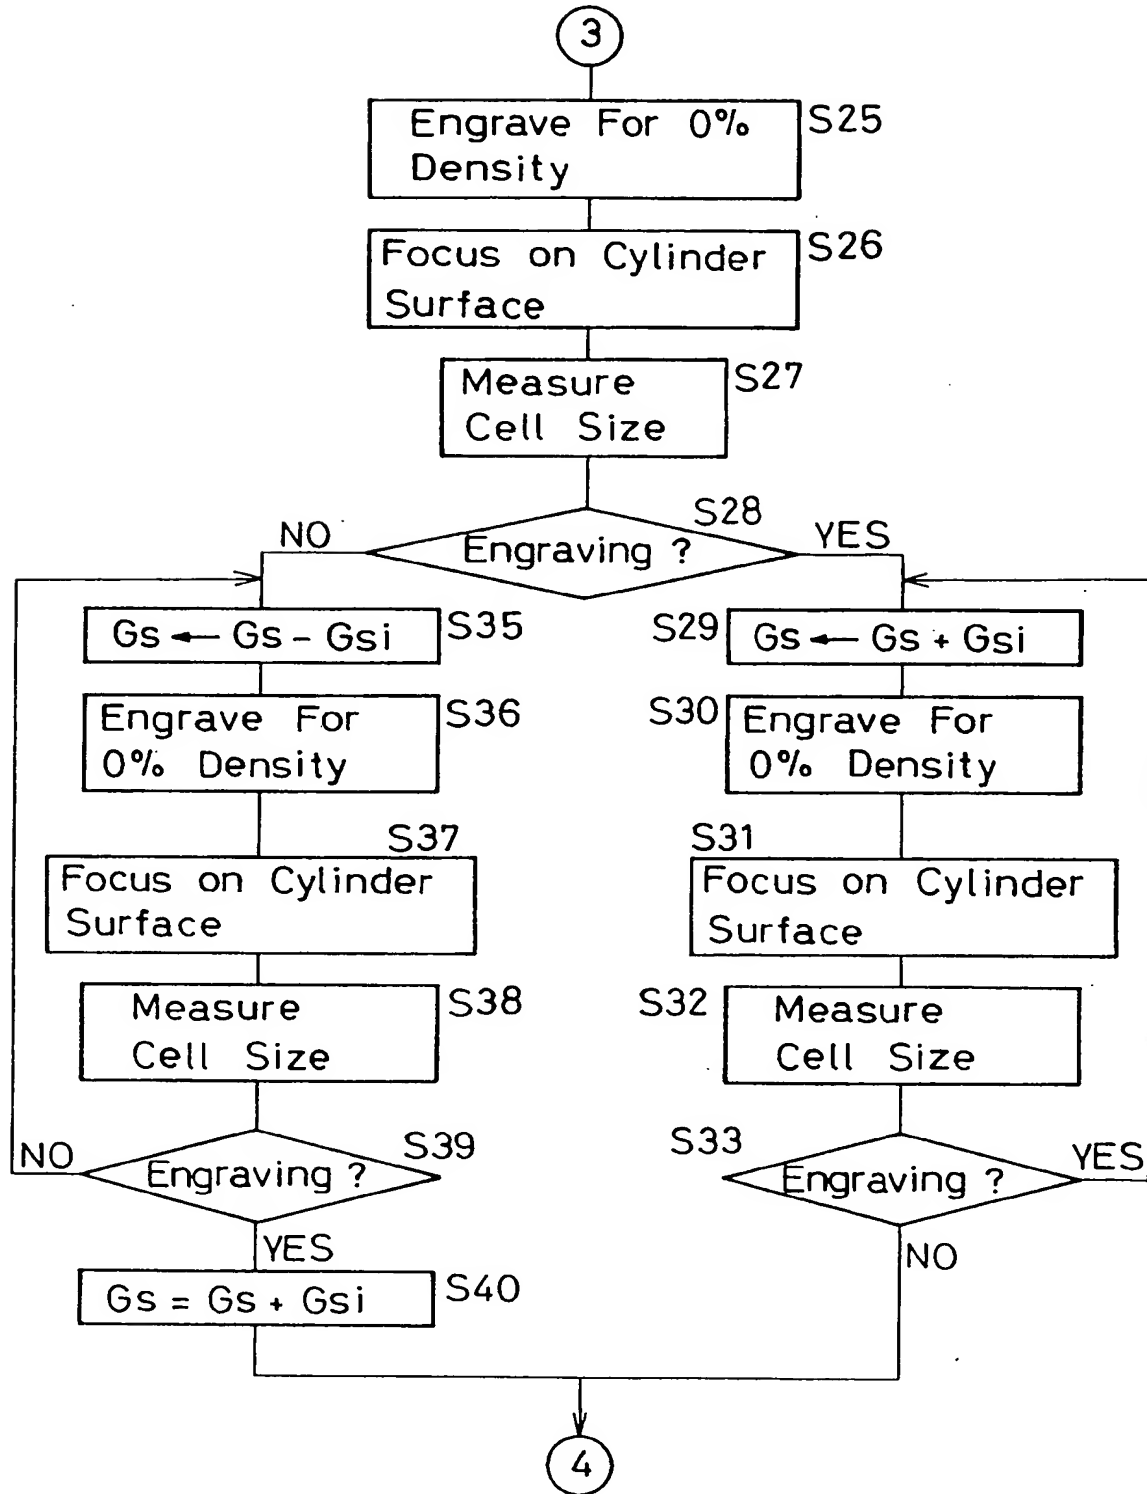 3
Engrave For 0%
Density
S25
Focus on Cylinder
Surface
S26
Measure
Cell Size
S27
S28
Engraving ?
NO
YES
Gs ← Gs - Gsi
S35
Engrave For
0% Density
S36
S37
Focus on Cylinder
Surface
Measure
Cell Size
S38
S39
Engraving ?
NO
YES
Gs = Gs + Gsi
S40
S29
Gs ← Gs + Gsi
S30
Engrave For
0% Density
S31
Focus on Cylinder
Surface
S32
Measure
Cell Size
S33
Engraving ?
YES
NO
4